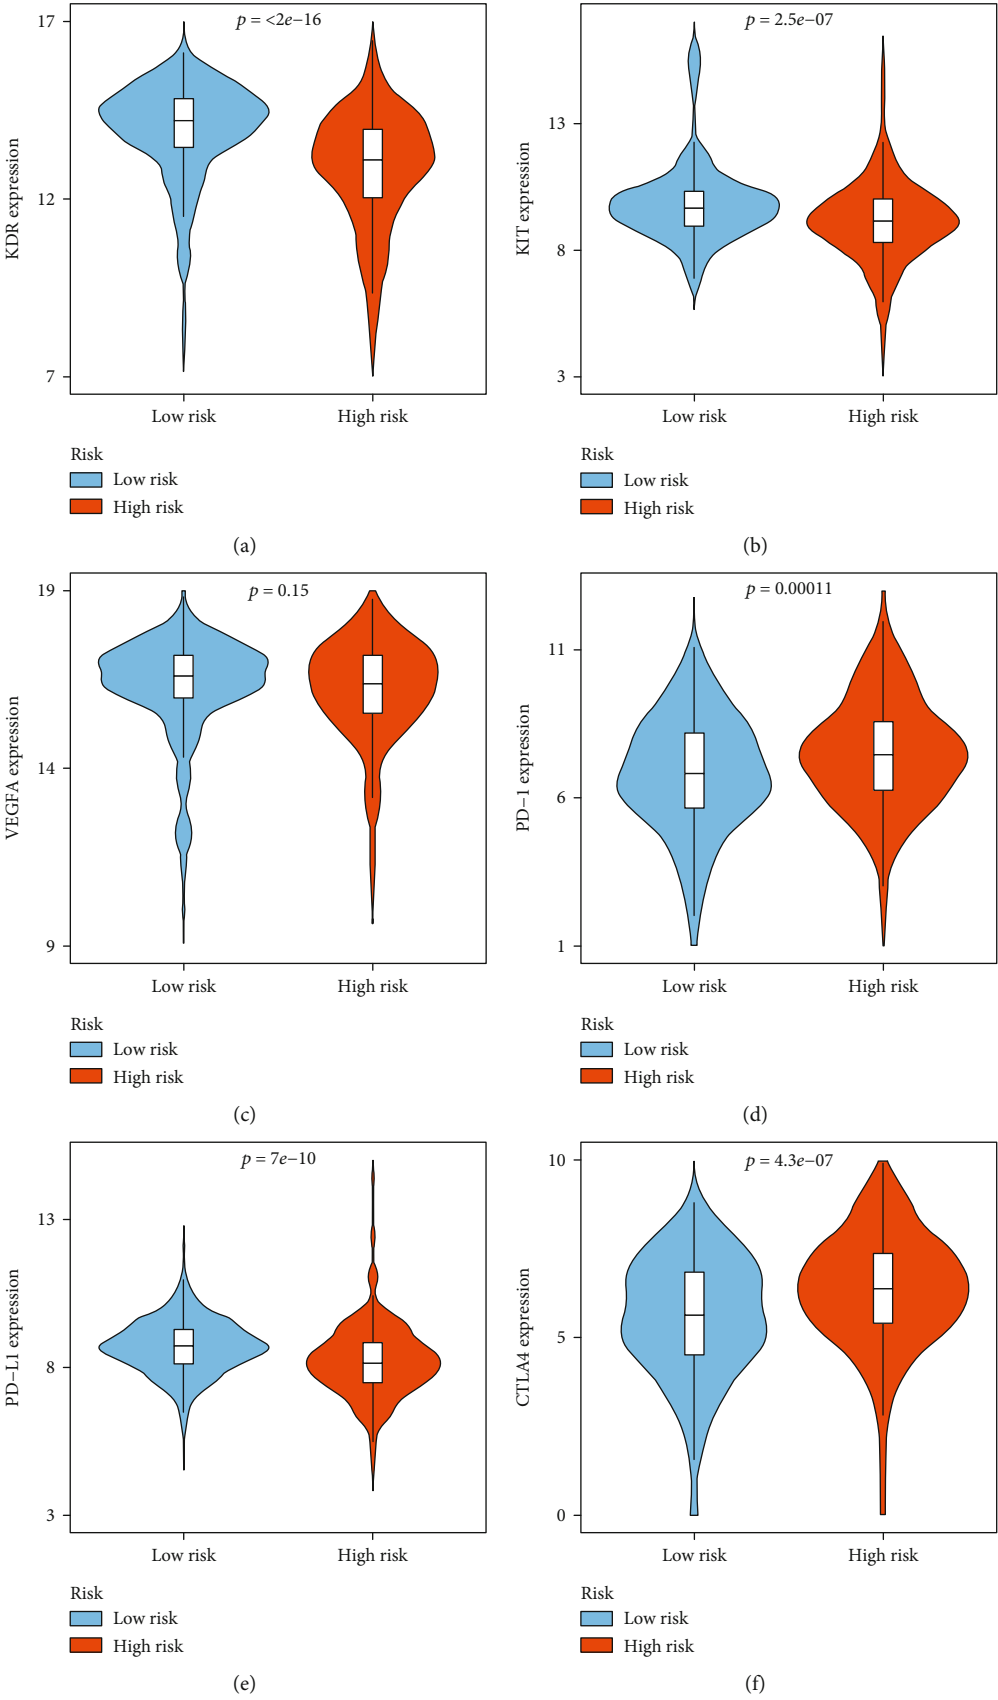 17
12
7
KDR expression
p = <2e−16
Low risk
High risk
Risk
Low risk
High risk
(a)
13
8
3
KIT expression
p = 2.5e−07
Low risk
High risk
Risk
Low risk
High risk
(b)
19
14
9
VEGFA expression
p = 0.15
Low risk
High risk
Risk
Low risk
High risk
(c)
11
6
1
PD−1 expression
p = 0.00011
Low risk
High risk
Risk
Low risk
High risk
(d)
13
8
3
PD−L1 expression
p = 7e−10
Low risk
High risk
Risk
Low risk
High risk
(e)
10
5
0
CTLA4 expression
p = 4.3e−07
Low risk
High risk
Risk
Low risk
High risk
(f)